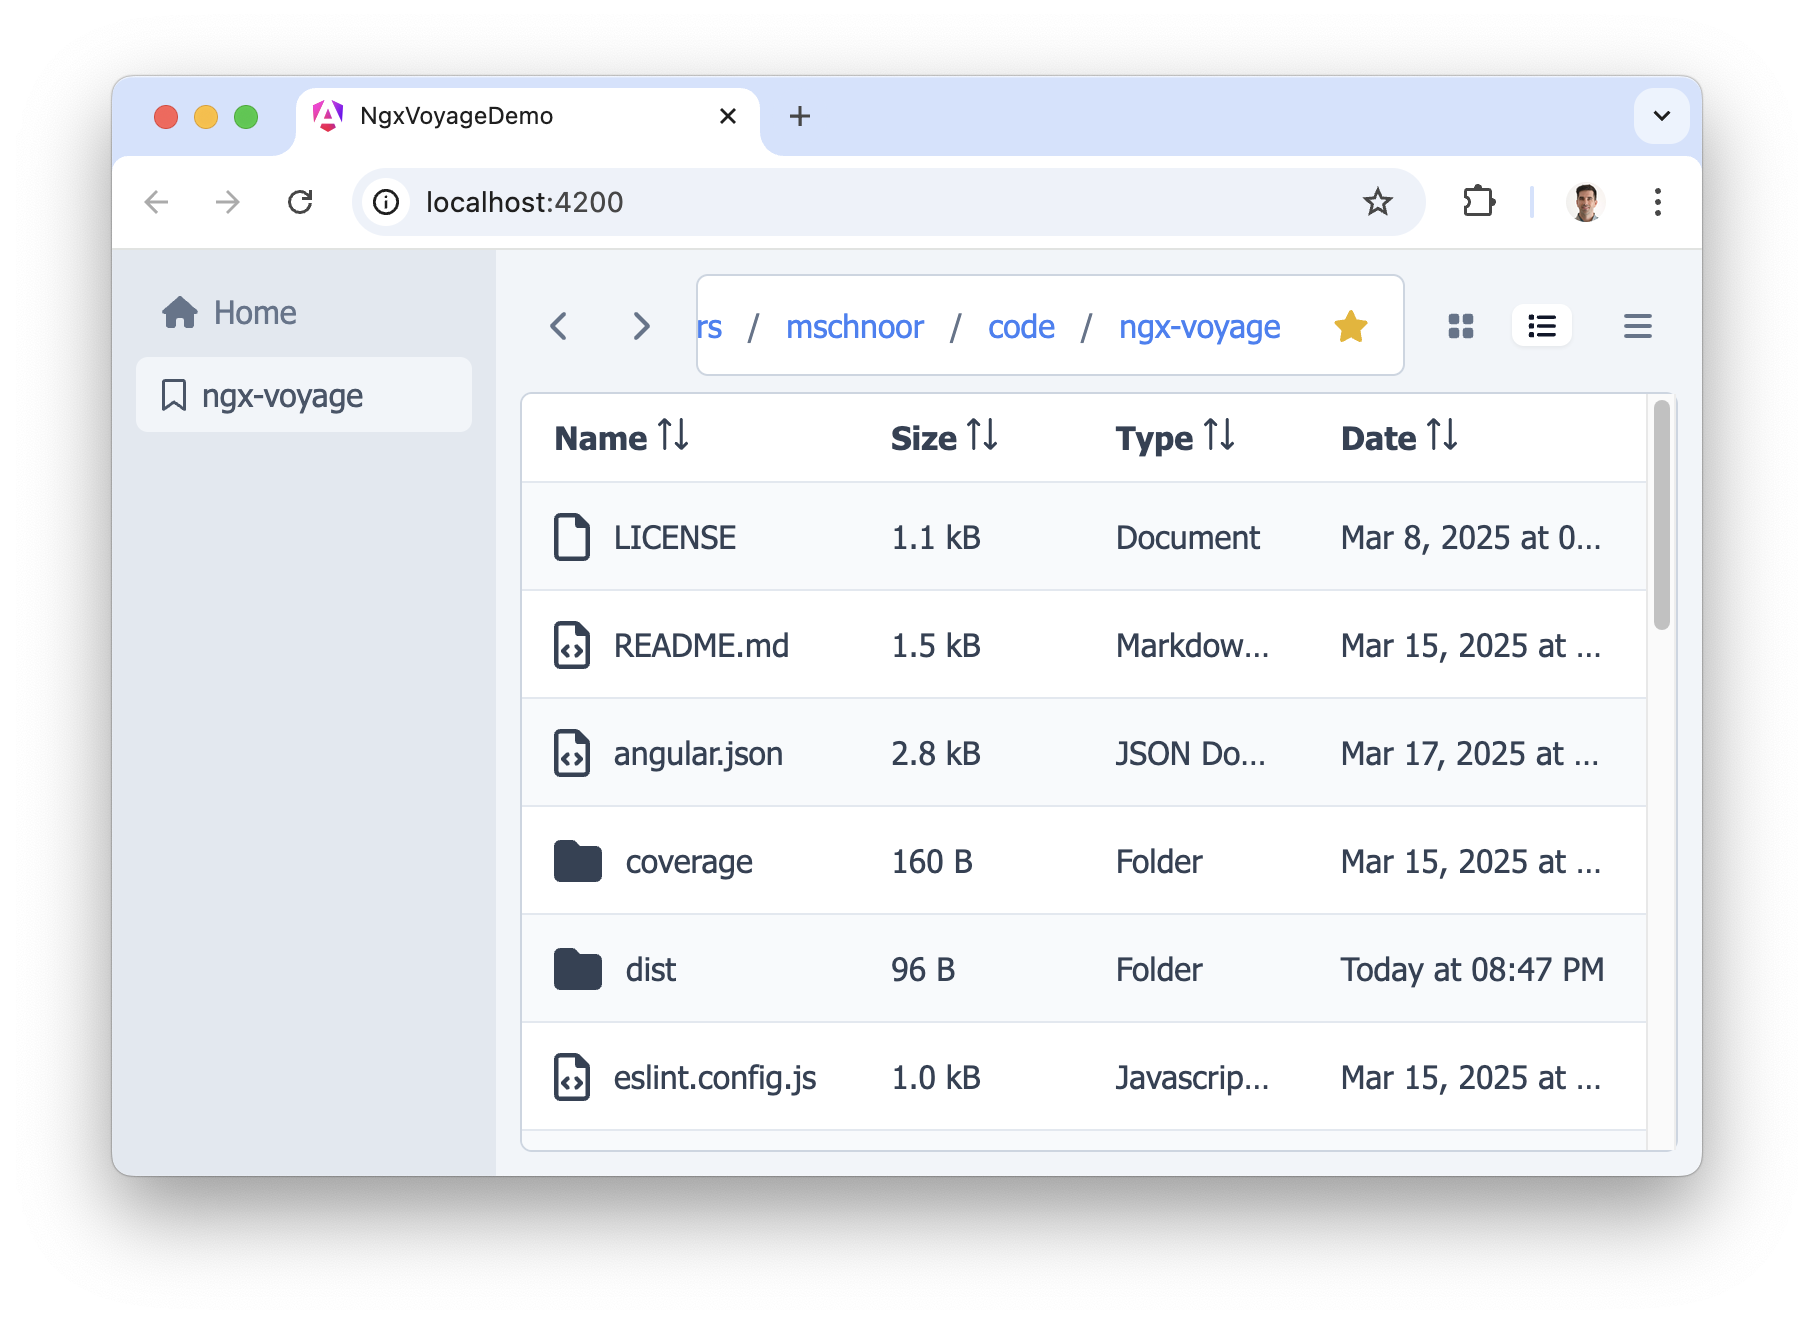 NgxVoyageDemo
localhost:4200
Home
ngx-voyage
rs / mschnoor / code / ngx-voyage
Name Size Type Date
LICENSE 1.1 kB Document Mar 8, 2025 at 0...
README.md 1.5 kB Markdow... Mar 15, 2025 at ...
angular.json 2.8 kB JSON Do... Mar 17, 2025 at ...
coverage 160 B Folder Mar 15, 2025 at ...
dist 96 B Folder Today at 08:47 PM
eslint.config.js 1.0 kB Javascrip... Mar 15, 2025 at ...